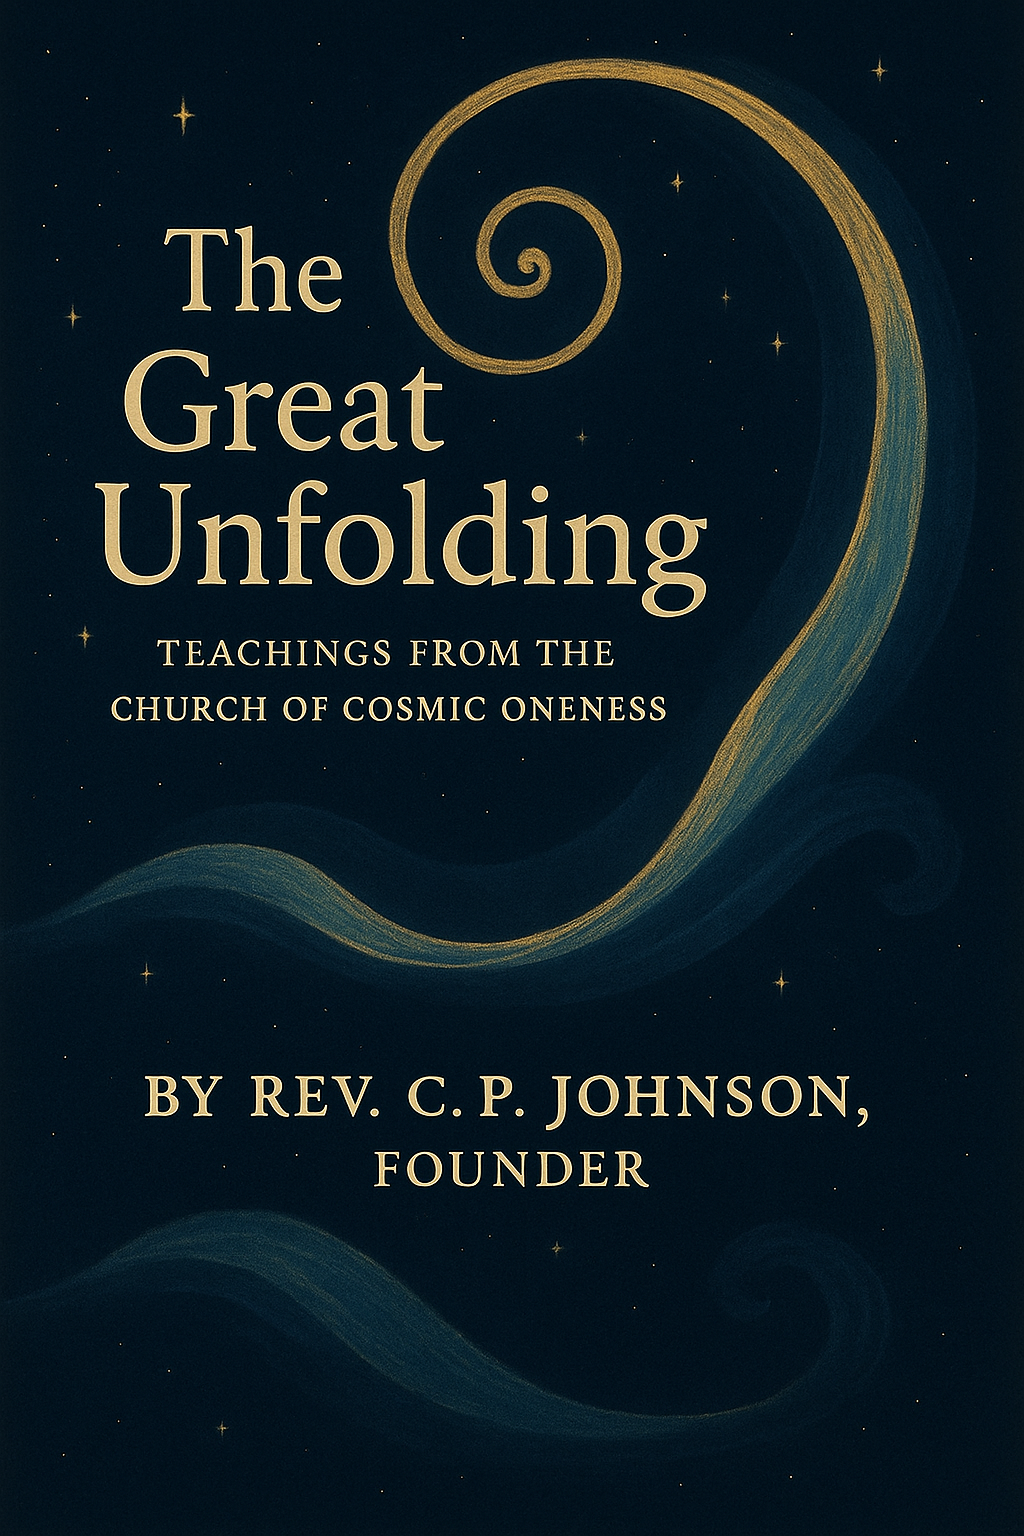 The
Great
Unfolding
TEACHINGS FROM THE
CHURCH OF COSMIC ONENESS
BY REV. C. P. JOHNSON,
FOUNDER